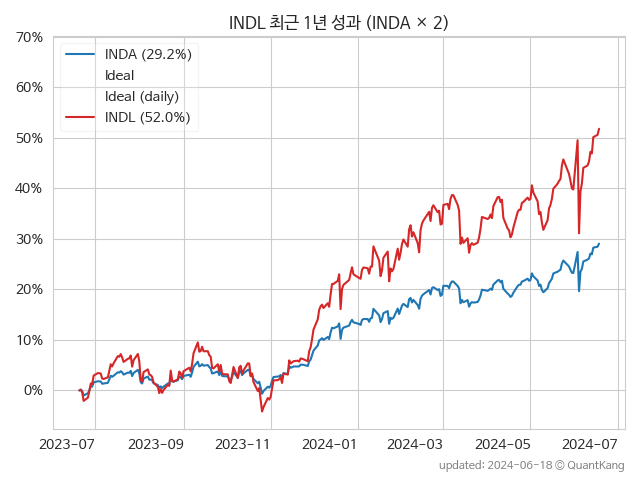 INDL 최근 1년 성과 (INDA × 2)
70%
60%
50%
40%
30%
20%
10%
0%
INDA (29.2%)
Ideal
Ideal (daily)
INDL (52.0%)
2023-07 2023-09 2023-11 2024-01 2024-03 2024-05 2024-07
updated: 2024-06-18 © QuantKang